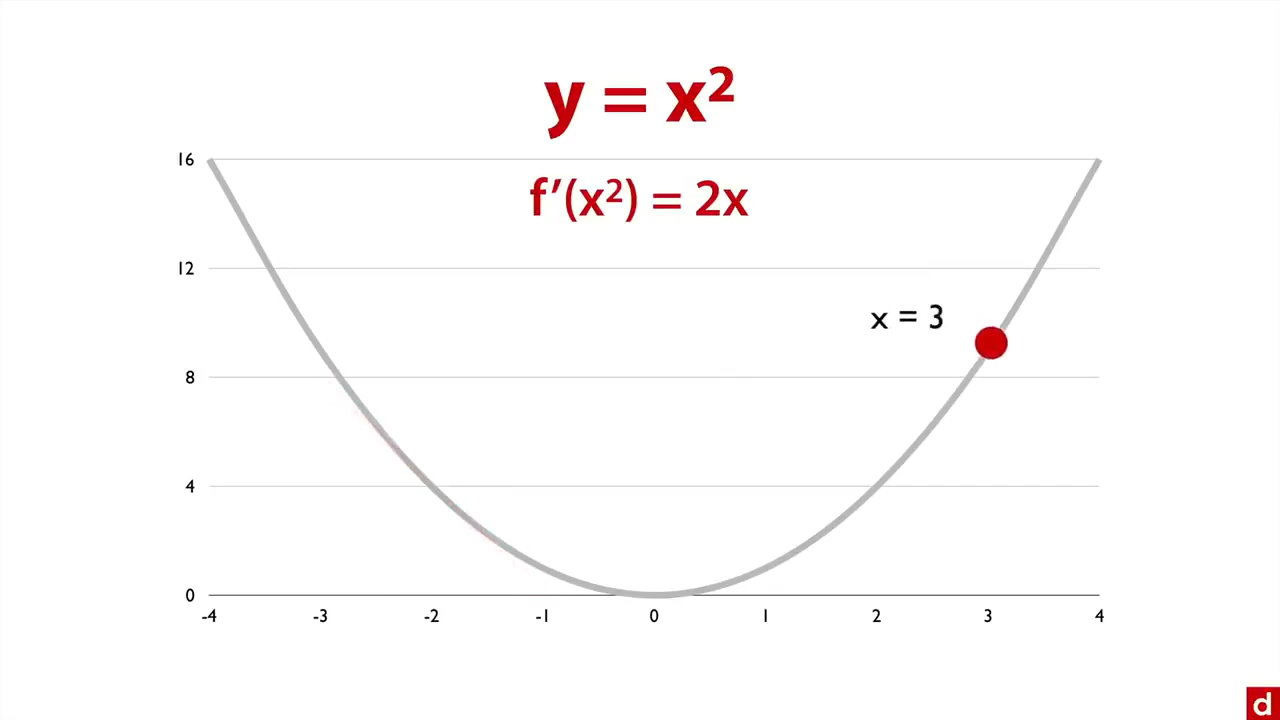 y = x²
16
f′(x²) = 2x
12
x = 3
8
4
0
-4 -3 -2 -1 0 1 2 3 4
d